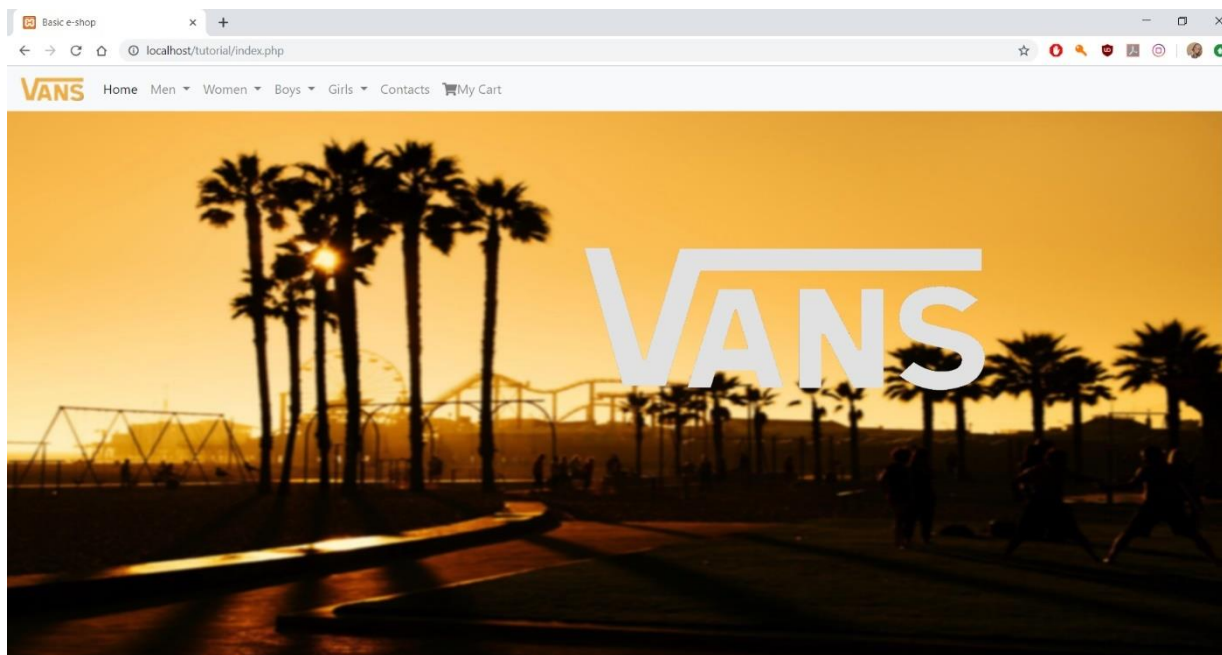 Basic e-shop
localhost/tutorial/index.php
VANS Home Men Women Boys Girls Contacts My Cart
VANS